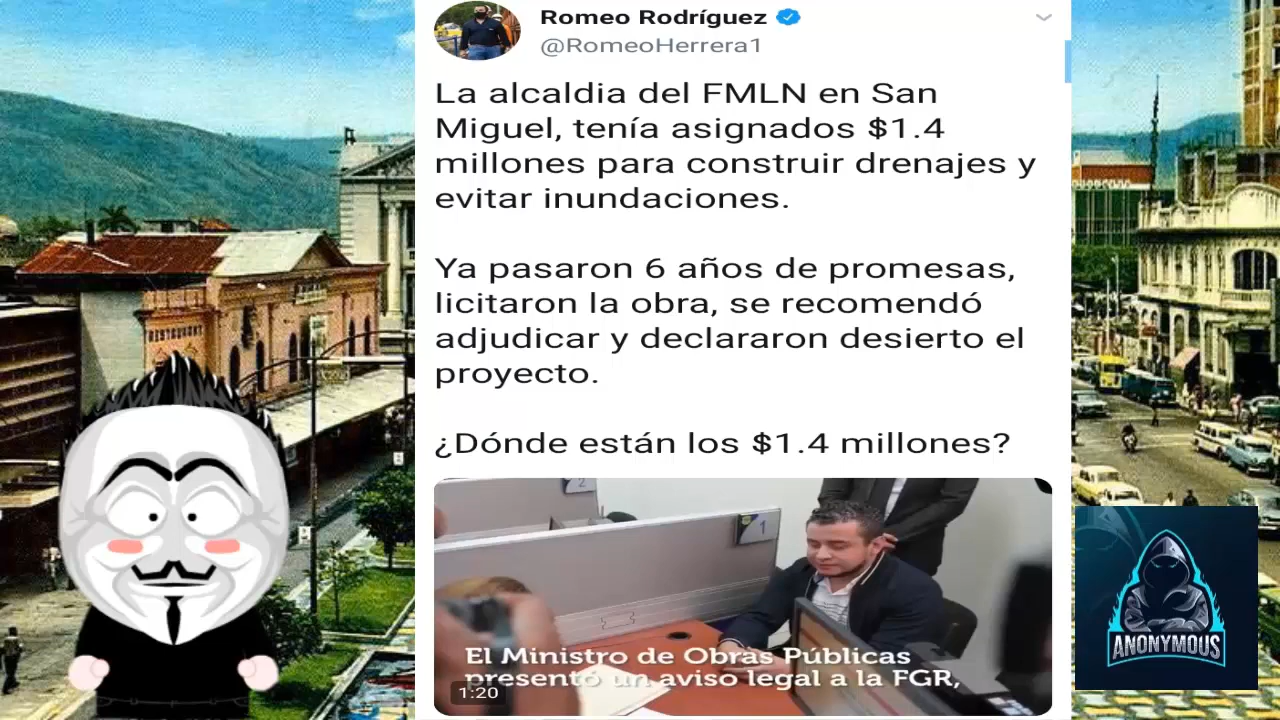 Romeo Rodríguez
@RomeoHerrera1
La alcaldia del FMLN en San
Miguel, tenía asignados $1.4
millones para construir drenajes y
evitar inundaciones.
Ya pasaron 6 años de promesas,
licitaron la obra, se recomendó
adjudicar y declararon desierto el
proyecto.
¿Dónde están los $1.4 millones?
2
1
El Ministro de Obras Públicas
presentó un aviso legal a la FGR,
1:20
ANONYMOUS